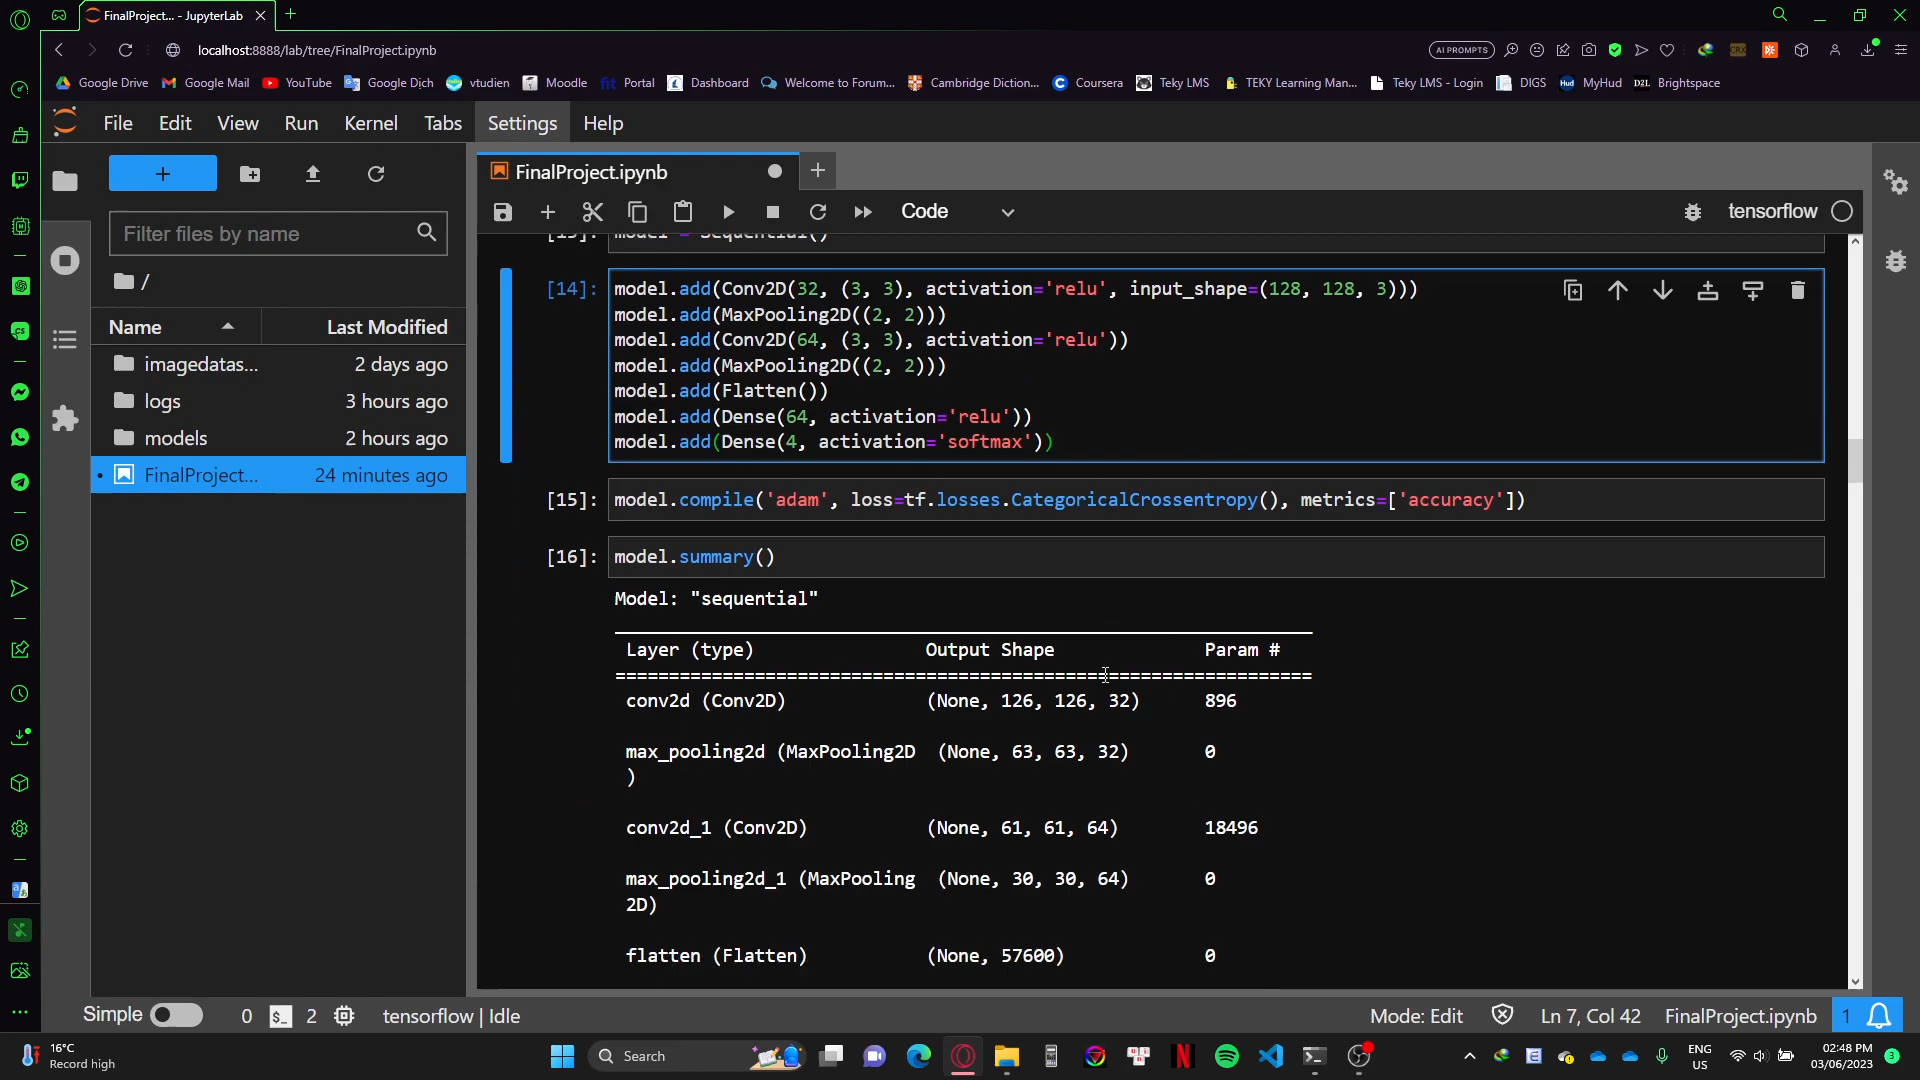 FinalProject... - JupyterLab
localhost:8888/lab/tree/FinalProject.ipynb
AI PROMPTS
Google Drive
Google Mail
YouTube
Google Dịch
vtudien
Moodle
fit Portal
Dashboard
Welcome to Forum...
Cambridge Diction...
Coursera
Teky LMS
TEKY Learning Man...
Teky LMS - Login
DIGS
Hud MyHud
D2L Brightspace
File Edit View Run Kernel Tabs Settings Help
Filter files by name
/
Name Last Modified
imagedatas... 2 days ago
logs 3 hours ago
models 2 hours ago
FinalProject... 24 minutes ago
FinalProject.ipynb
Code
tensorflow
[13]: model = Sequential()
[14]: model.add(Conv2D(32, (3, 3), activation='relu', input_shape=(128, 128, 3)))
model.add(MaxPooling2D((2, 2)))
model.add(Conv2D(64, (3, 3), activation='relu'))
model.add(MaxPooling2D((2, 2)))
model.add(Flatten())
model.add(Dense(64, activation='relu'))
model.add(Dense(4, activation='softmax'))
[15]: model.compile('adam', loss=tf.losses.CategoricalCrossentropy(), metrics=['accuracy'])
[16]: model.summary()
Model: "sequential"
Layer (type) Output Shape Param #
=================================================================
conv2d (Conv2D) (None, 126, 126, 32) 896
max_pooling2d (MaxPooling2D (None, 63, 63, 32) 0
)
conv2d_1 (Conv2D) (None, 61, 61, 64) 18496
max_pooling2d_1 (MaxPooling (None, 30, 30, 64) 0
2D)
flatten (Flatten) (None, 57600) 0
Simple 0 $_ 2 tensorflow | Idle
Mode: Edit Ln 7, Col 42 FinalProject.ipynb 1
16°C
Record high
Search
ENG
US
02:48 PM
03/06/2023
3